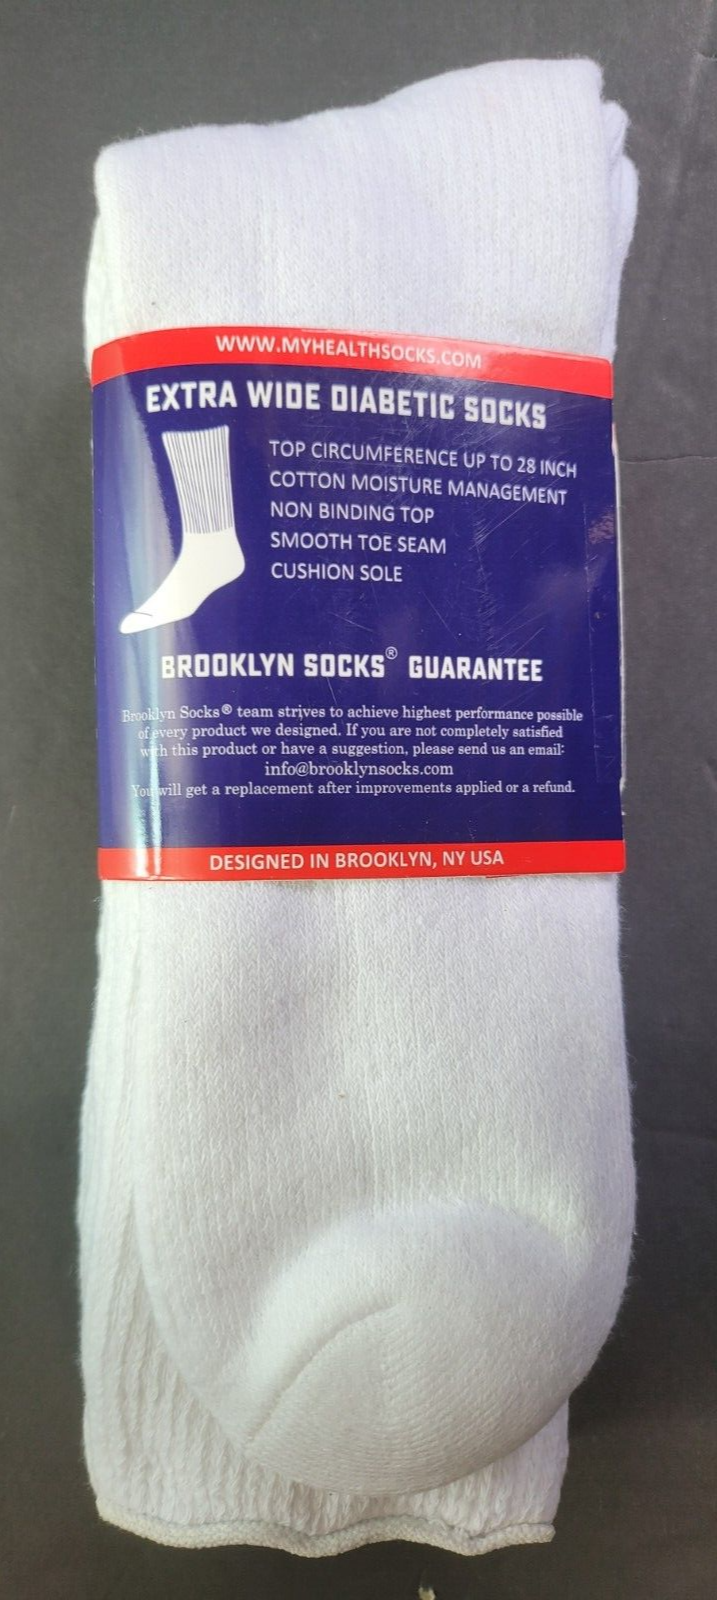 WWW.MYHEALTHSOCKS.COM
EXTRA WIDE DIABETIC SOCKS
TOP CIRCUMFERENCE UP TO 28 INCH
COTTON MOISTURE MANAGEMENT
NON BINDING TOP
SMOOTH TOE SEAM
CUSHION SOLE
BROOKLYN SOCKS® GUARANTEE
Brooklyn Socks® team strives to achieve highest performance possible
of every product we designed. If you are not completely satisfied
with this product or have a suggestion, please send us an email:
info@brooklynsocks.com
You will get a replacement after improvements applied or a refund.
DESIGNED IN BROOKLYN, NY USA